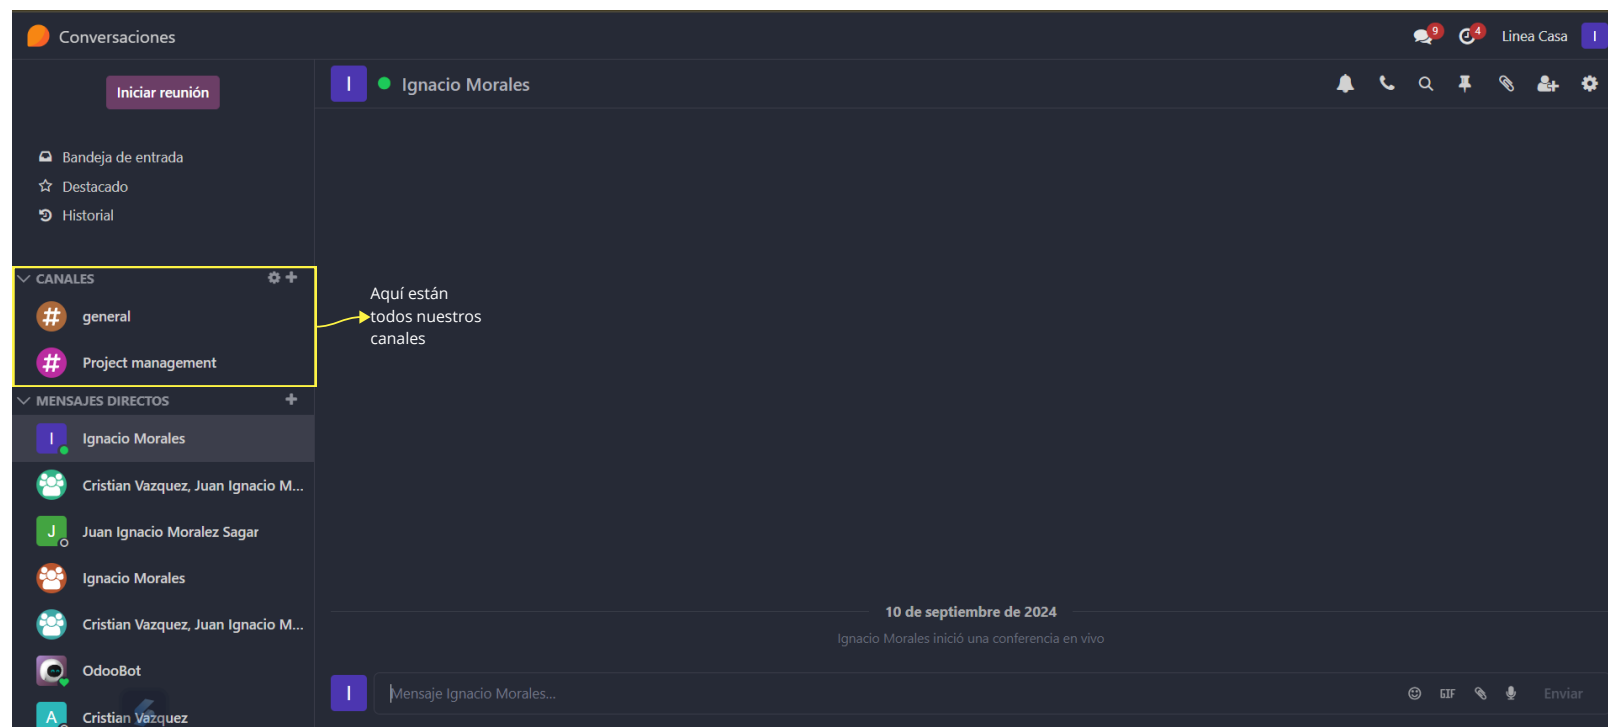 Conversaciones
9
4
Linea Casa
I
Iniciar reunión
I
Ignacio Morales
Bandeja de entrada
Destacado
Historial
CANALES
general
Project management
Aquí están
todos nuestros
canales
MENSAJES DIRECTOS
I
Ignacio Morales
Cristian Vazquez, Juan Ignacio M...
J
Juan Ignacio Moralez Sagar
Ignacio Morales
Cristian Vazquez, Juan Ignacio M...
OdooBot
A
Cristian Vazquez
10 de septiembre de 2024
Ignacio Morales inició una conferencia en vivo
I
Mensaje Ignacio Morales...
GIF
Enviar